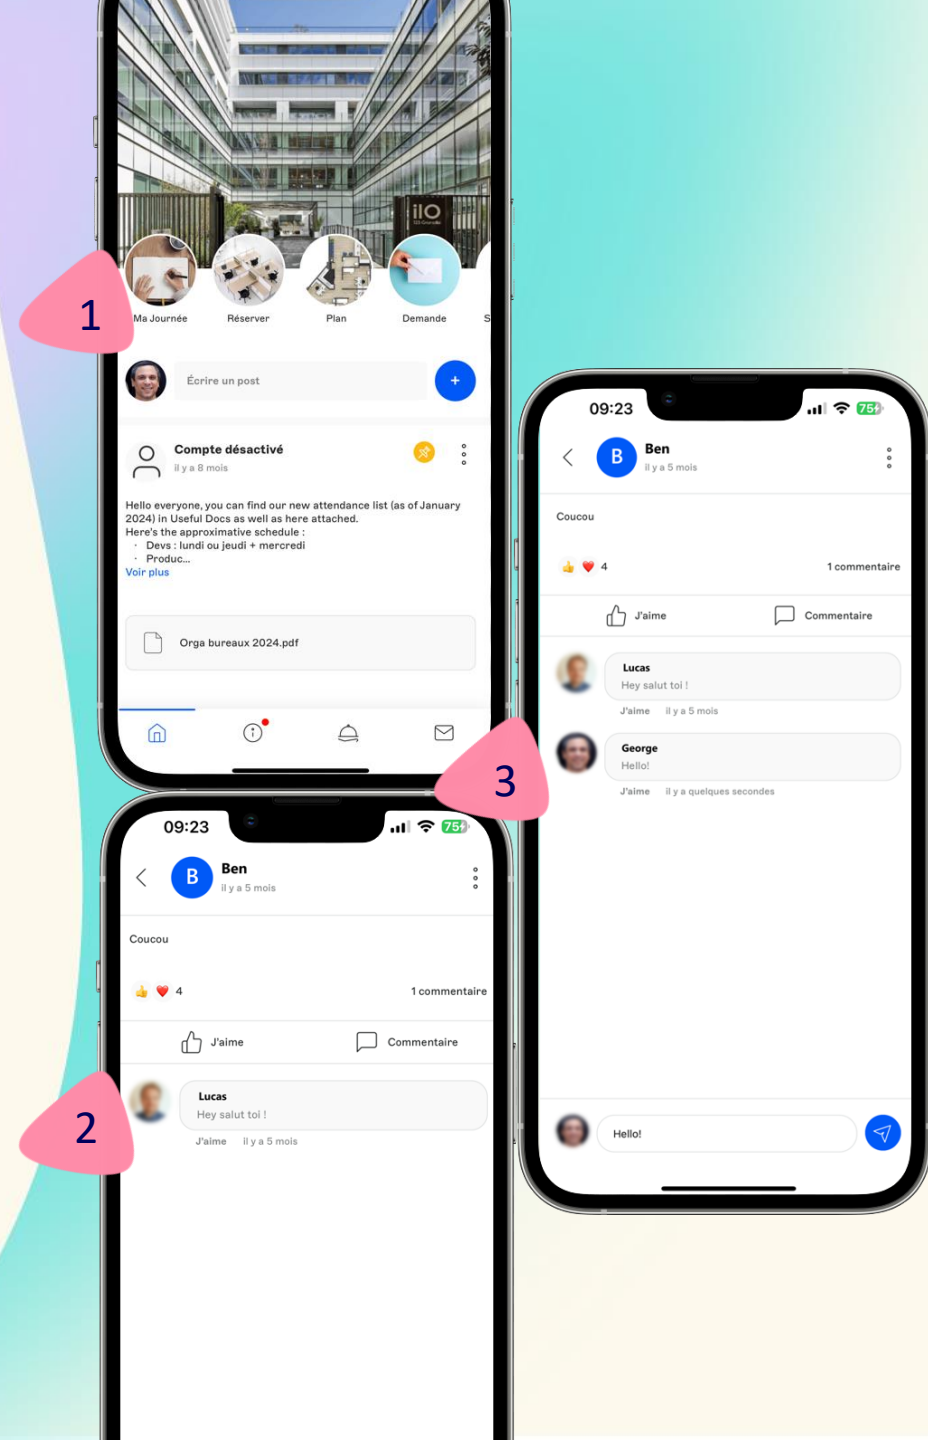 ilO
1
Ma Journée
Réserver
Plan
Demande
S
Écrire un post
+
Compte désactivé
il y a 8 mois
Hello everyone, you can find our new attendance list (as of January
2024) in Useful Docs as well as here attached.
Here's the approximative schedule :
· Devs : lundi ou jeudi + mercredi
· Produc...
Voir plus
Orga bureaux 2024.pdf
3
09:23
75
B
Ben
il y a 5 mois
Coucou
👍 ❤️ 4
1 commentaire
J'aime
Commentaire
2
Lucas
Hey salut toi !
J'aime il y a 5 mois
09:23
75
B
Ben
il y a 5 mois
Coucou
👍 ❤️ 4
1 commentaire
J'aime
Commentaire
Lucas
Hey salut toi !
J'aime il y a 5 mois
George
Hello!
J'aime il y a quelques secondes
Hello!